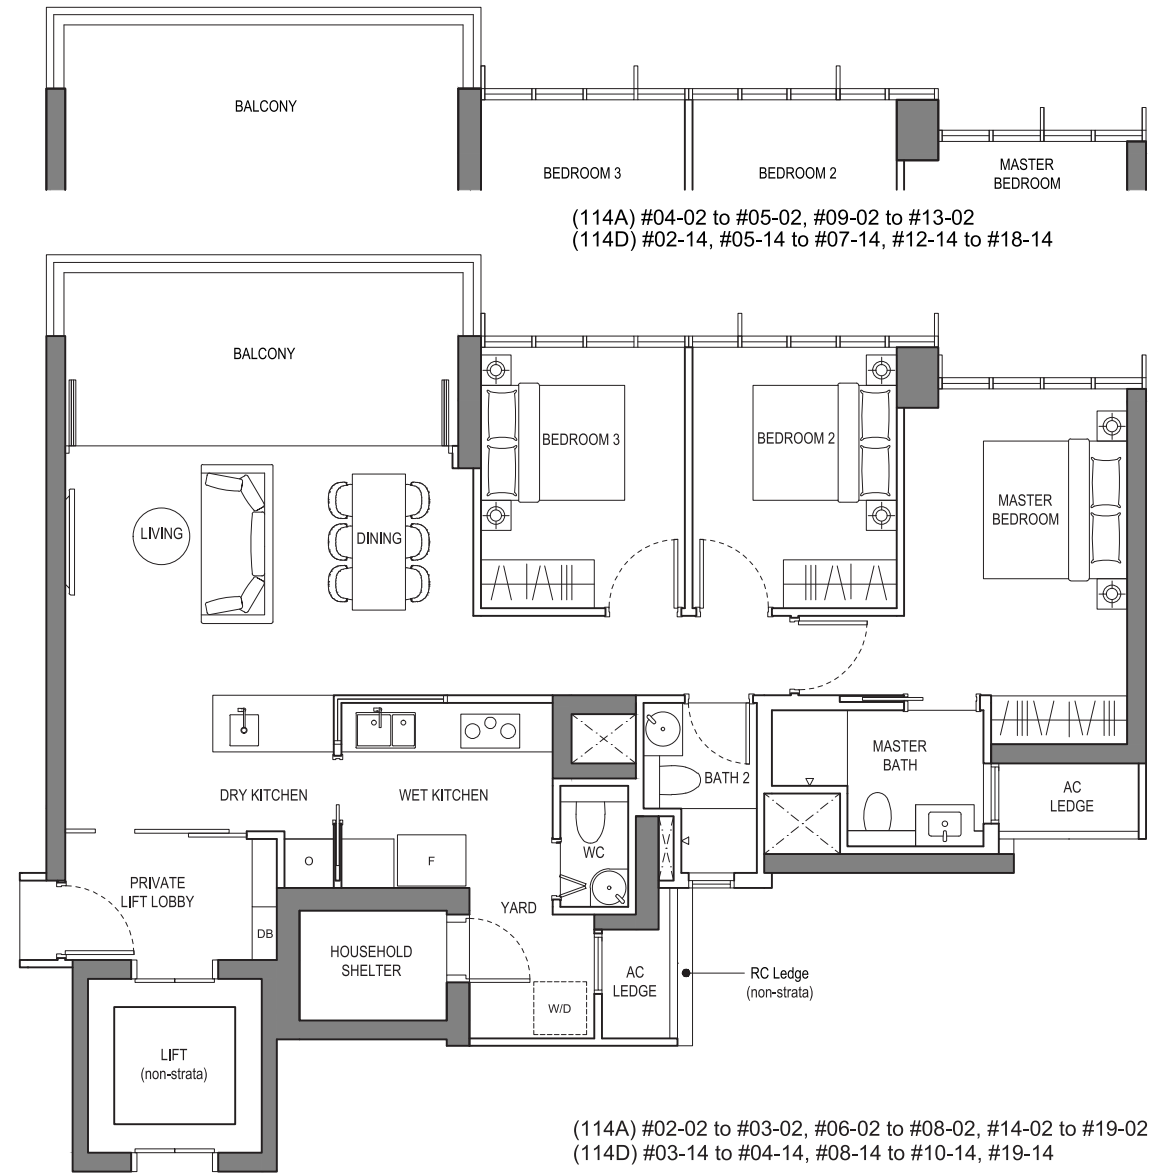 BALCONY
BEDROOM 3
BEDROOM 2
MASTER
BEDROOM
(114A) #04-02 to #05-02, #09-02 to #13-02
(114D) #02-14, #05-14 to #07-14, #12-14 to #18-14
BALCONY
BEDROOM 3
BEDROOM 2
MASTER
BEDROOM
LIVING
DINING
DRY KITCHEN
WET KITCHEN
BATH 2
MASTER
BATH
AC
LEDGE
O
F
WC
PRIVATE
LIFT LOBBY
DB
YARD
HOUSEHOLD
SHELTER
AC
LEDGE
RC Ledge
(non-strata)
W/D
LIFT
(non-strata)
(114A) #02-02 to #03-02, #06-02 to #08-02, #14-02 to #19-02
(114D) #03-14 to #04-14, #08-14 to #10-14, #19-14